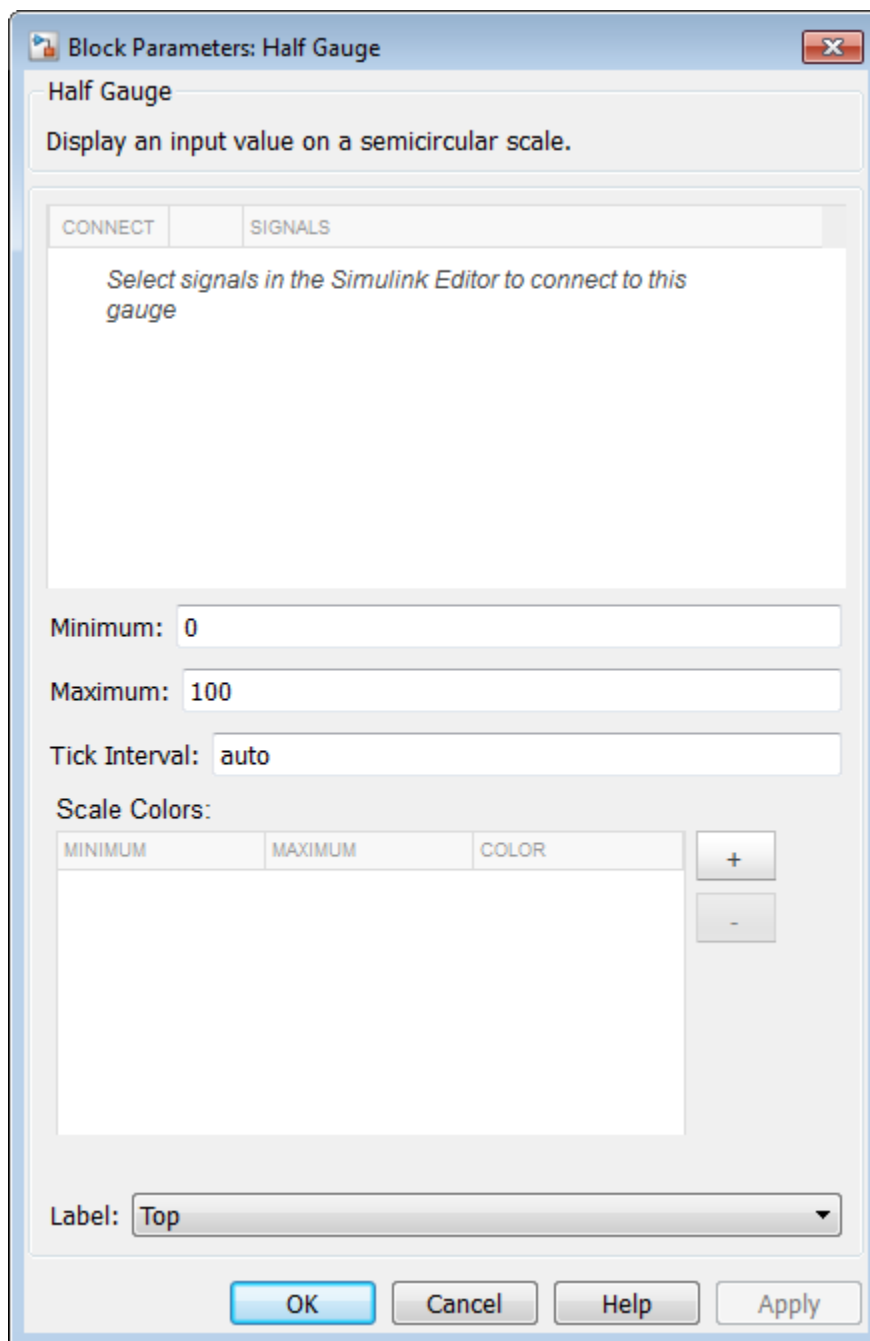 Block Parameters: Half Gauge
Half Gauge
Display an input value on a semicircular scale.
CONNECT SIGNALS
Select signals in the Simulink Editor to connect to this
gauge
Minimum: 0
Maximum: 100
Tick Interval: auto
Scale Colors:
MINIMUM MAXIMUM COLOR
+
-
Label: Top
OK Cancel Help Apply